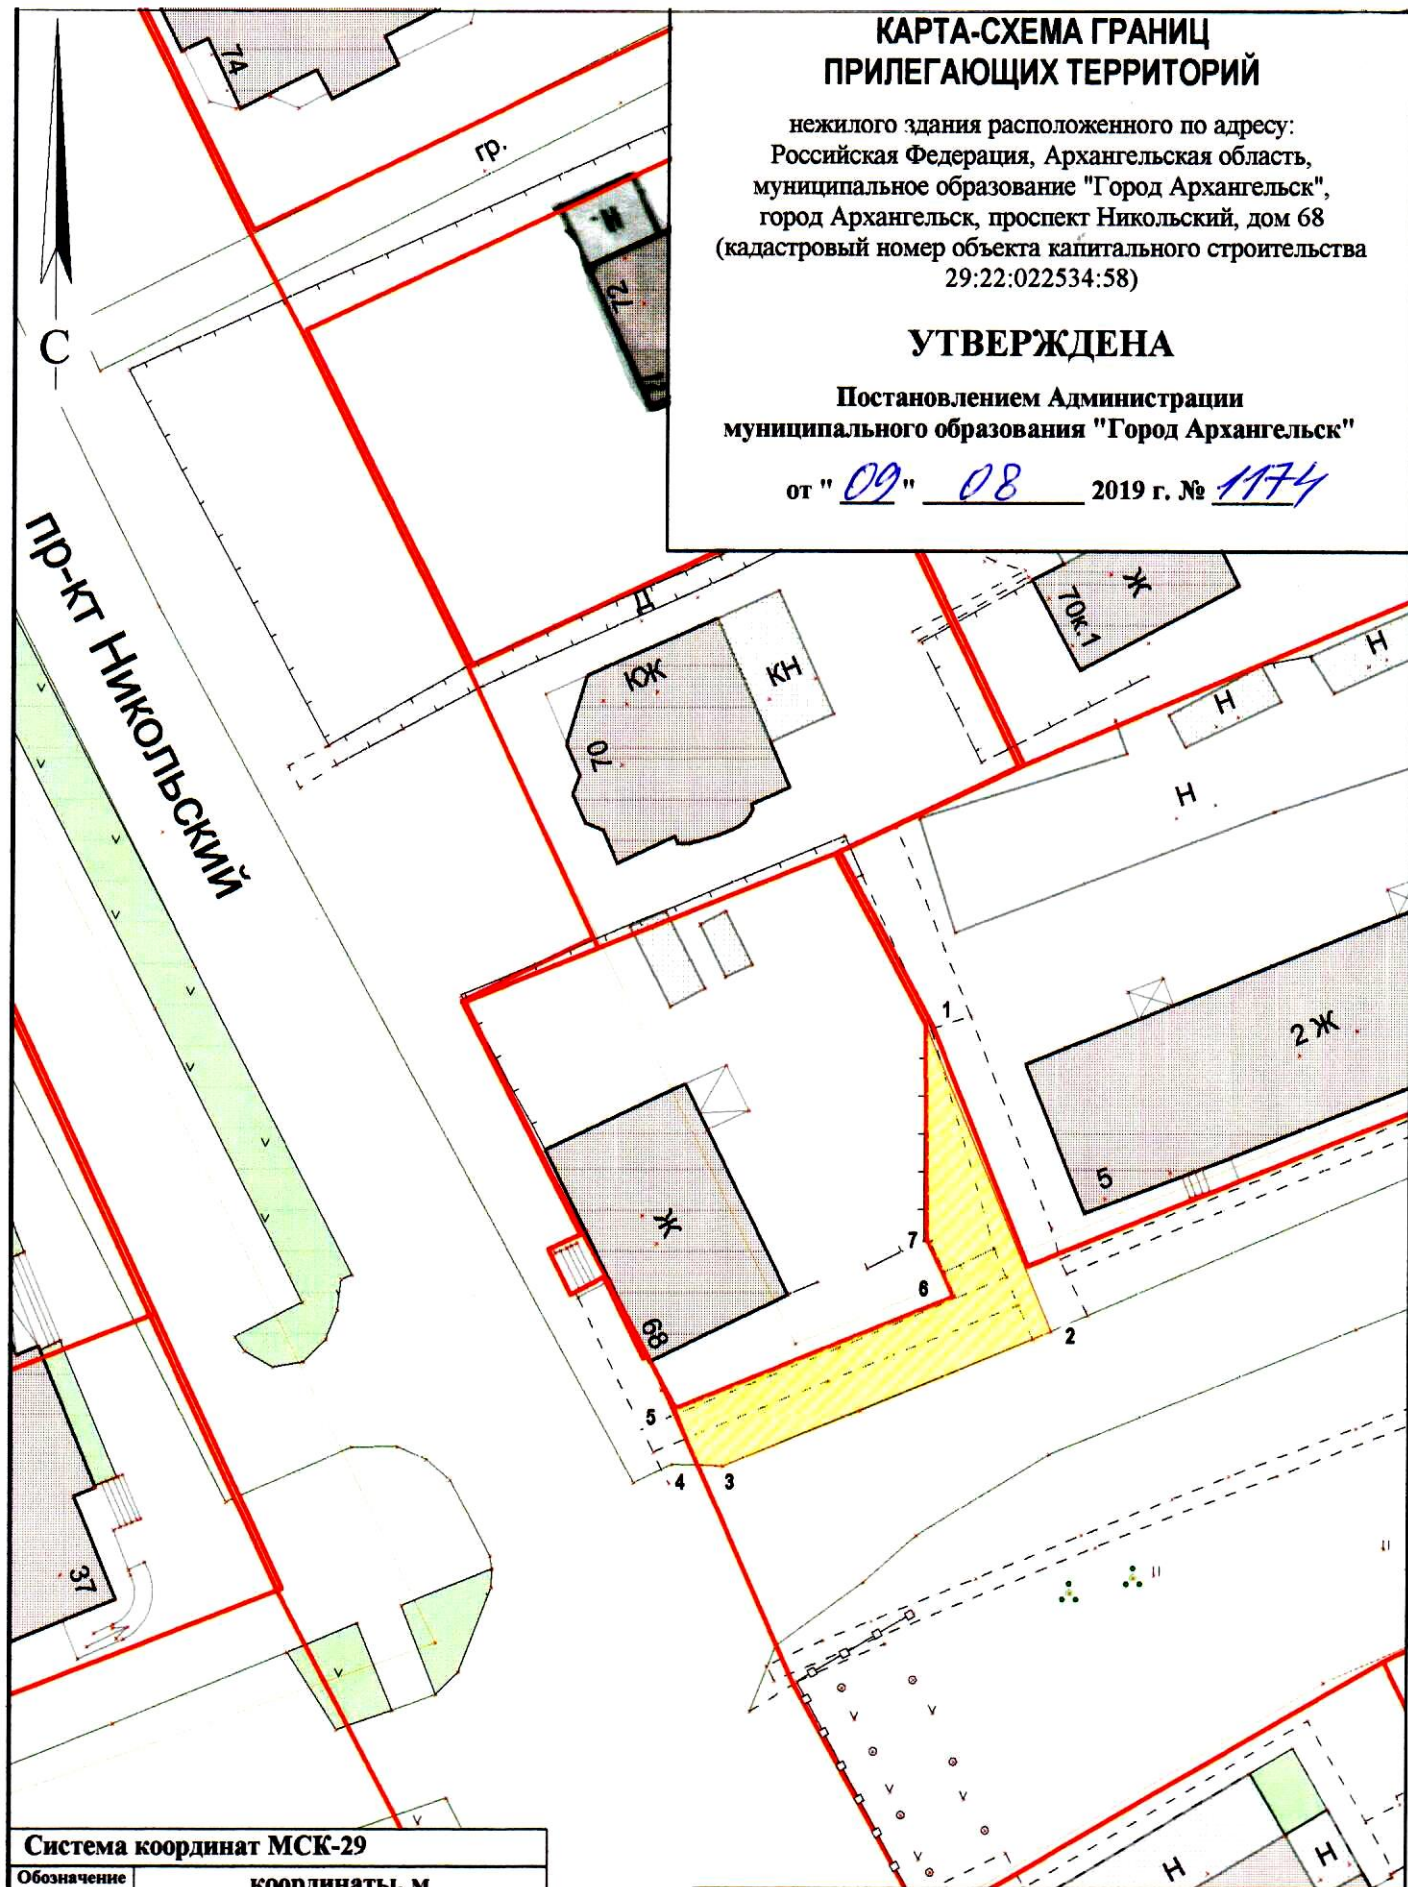 КАРТА-СХЕМА ГРАНИЦ
ПРИЛЕГАЮЩИХ ТЕРРИТОРИЙ
нежилого здания расположенного по адресу:
Российская Федерация, Архангельская область,
муниципальное образование "Город Архангельск",
город Архангельск, проспект Никольский, дом 68
(кадастровый номер объекта капитального строительства
29:22:022534:58)
УТВЕРЖДЕНА
Постановлением Администрации
муниципального образования "Город Архангельск"
от "09" 08 2019 г. № 1174
74
гр.
72
С
пр-кт Никольский
Д
Ж
70к.1
КЖ
КН
70
Н
Н
Н
1
2 Ж
5
Ж
7
6
68
2
5
4
3
37
Н
Н
Система координат МСК-29
Обозначение
координаты, м